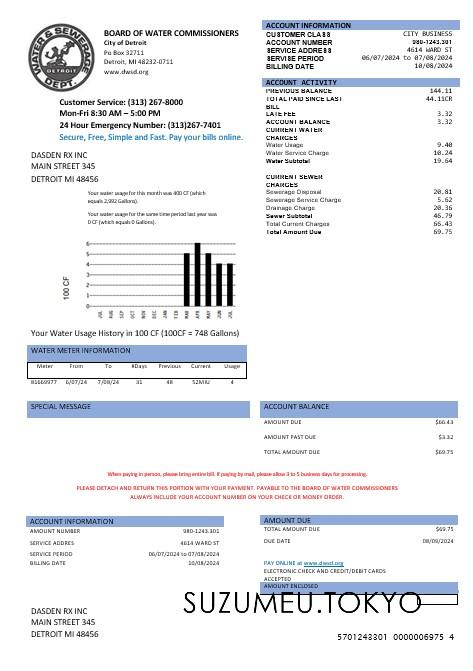 WATER & SEWERAGE
DETROIT
DEPT.
BOARD OF WATER COMMISSIONERS
City of Detroit
Po Box 32711
Detroit, MI 48232-0711
www.dwsd.org
Customer Service: (313) 267-8000
Mon-Fri 8:30 AM – 5:00 PM
24 Hour Emergency Number: (313)267-7401
Secure, Free, Simple and Fast. Pay your bills online.
DASDEN RX INC
MAIN STREET 345
DETROIT MI 48456
ACCOUNT INFORMATION
CUSTOMER CLASS CITY BUSINESS
ACCOUNT NUMBER 980-1243.301
SERVICE ADDRESS 4614 WARD ST
SERVISE PERIOD 06/07/2024 to 07/08/2024
BILLING DATE 10/08/2024
ACCOUNT ACTIVITY
PREVIOUS BALANCE 144.11
TOTAL PAID SINCE LAST BILL 44.11CR
LATE FEE 3.32
ACCOUNT BALANCE 3.32
CURRENT WATER CHARGES
Water Usage 9.40
Water Service Charge 10.24
Water Subtotal 19.64
CURRENT SEWER CHARGES
Sewerage Disposal 20.81
Sewerage Service Charge 5.62
Drainage Charge 20.36
Sewer Subtotal 46.79
Total Current Charges 66.43
Total Amount Due 69.75
Your water usage for this month was 400 CF (which
equals 2,992 Gallons).
Your water usage for the same time period last year was
0 CF (which equals 0 Gallons).
100 CF
6
5
4
3
2
1
0
JUL AUG SEP OCT NOV DEC JAN FEB MAR APR MAY JUN JUL
Your Water Usage History in 100 CF (100CF = 748 Gallons)
WATER METER INFORMATION
Meter From To #Days Previous Current Usage
81669977 6/07/24 7/08/24 31 48 52MIU 4
SPECIAL MESSAGE
ACCOUNT BALANCE
AMOUNT DUE $66.43
AMOUNT PAST DUE $3.32
TOTAL AMOUNT DUE $69.75
When paying in person, please bring entire bill. If paying by mail, please allow 3 to 5 business days for processing.
PLEASE DETACH AND RETURN THIS PORTION WITH YOUR PAYMENT. PAYABLE TO THE BOARD OF WATER COMMISSIONERS
ALWAYS INCLUDE YOUR ACCOUNT NUMBER ON YOUR CHECK OR MONEY ORDER.
ACCOUNT INFORMATION
AMOUNT NUMBER 980-1243.301
SERVICE ADDRES 4614 WARD ST
SERVICE PERIOD 06/07/2024 to 07/08/2024
BILLING DATE 10/08/2024
AMOUNT DUE
TOTAL AMOUNT DUE $69.75
DUE DATE 08/09/2024
PAY ONLINE at www.dwsd.org
ELECTRONIC CHECK AND CREDIT/DEBIT CARDS
ACCEPTED
AMOUNT ENCLOSED
SUZUMEU.TOKYO
DASDEN RX INC
MAIN STREET 345
DETROIT MI 48456
5701243301 0000006975 4